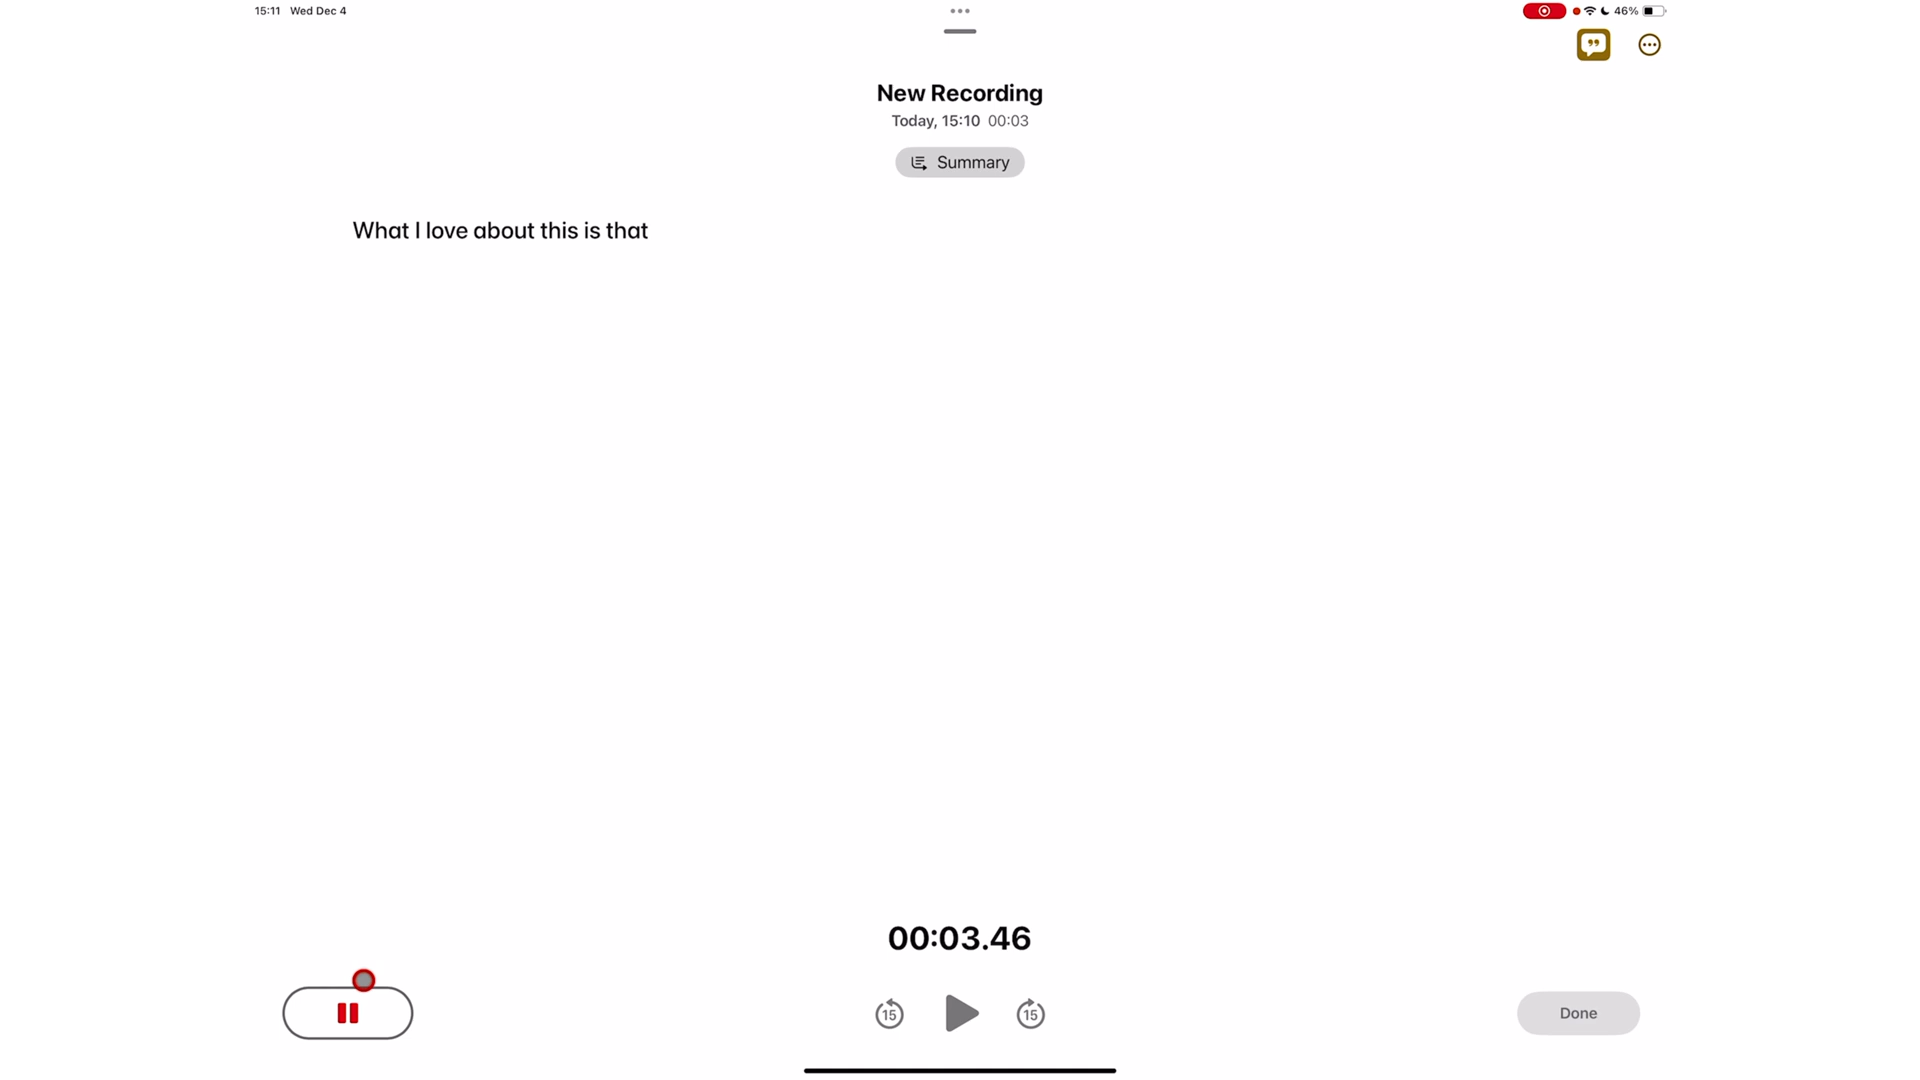 15:11 Wed Dec 4
46%
New Recording
Today, 15:10 00:03
Summary
What I love about this is that
00:03.46
15
15
Done